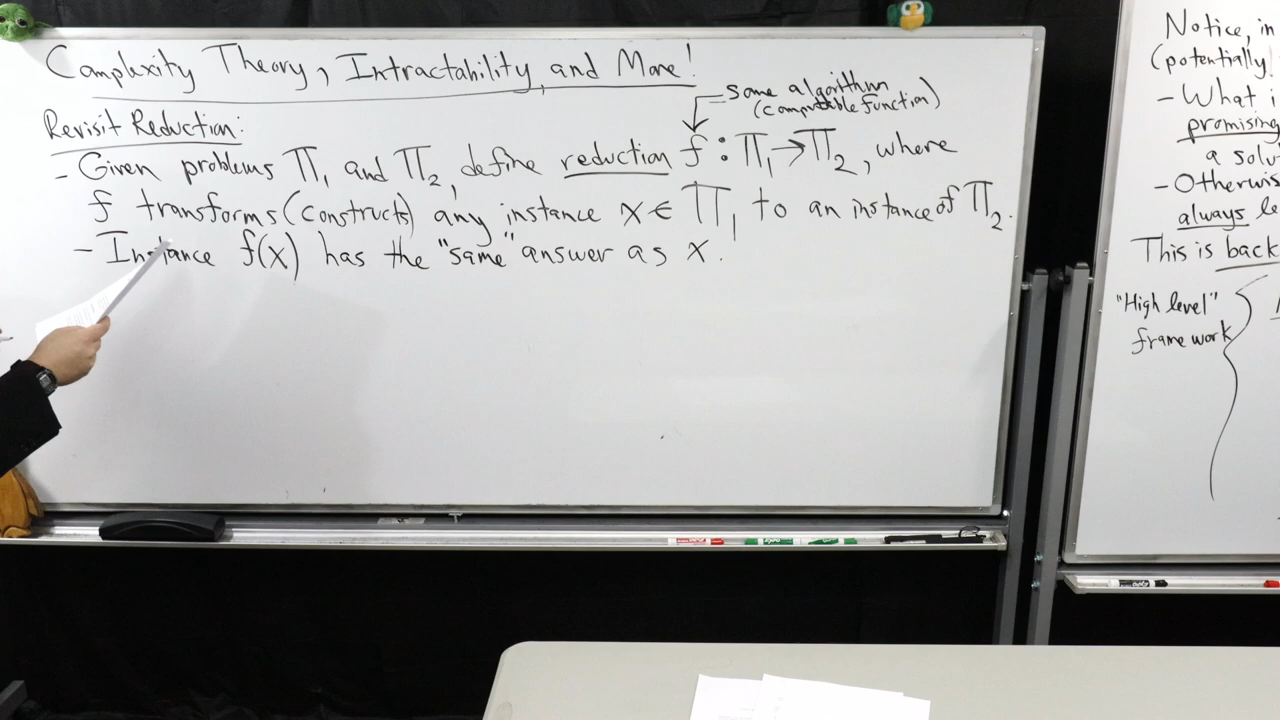 Complexity Theory, Intractability, and More!
some algorithm
(computable function)
Revisit Reduction:
- Given problems Π₁ and Π₂, define reduction f : Π₁→Π₂, where
f transforms (constructs) any instance x ∈ Π₁ to an instance of Π₂.
- Instance f(x) has the "same" answer as x.
Notice, in
(potentially!
- What i
promising
a solu
- Otherwis
always le
This is back
"High level"
framework